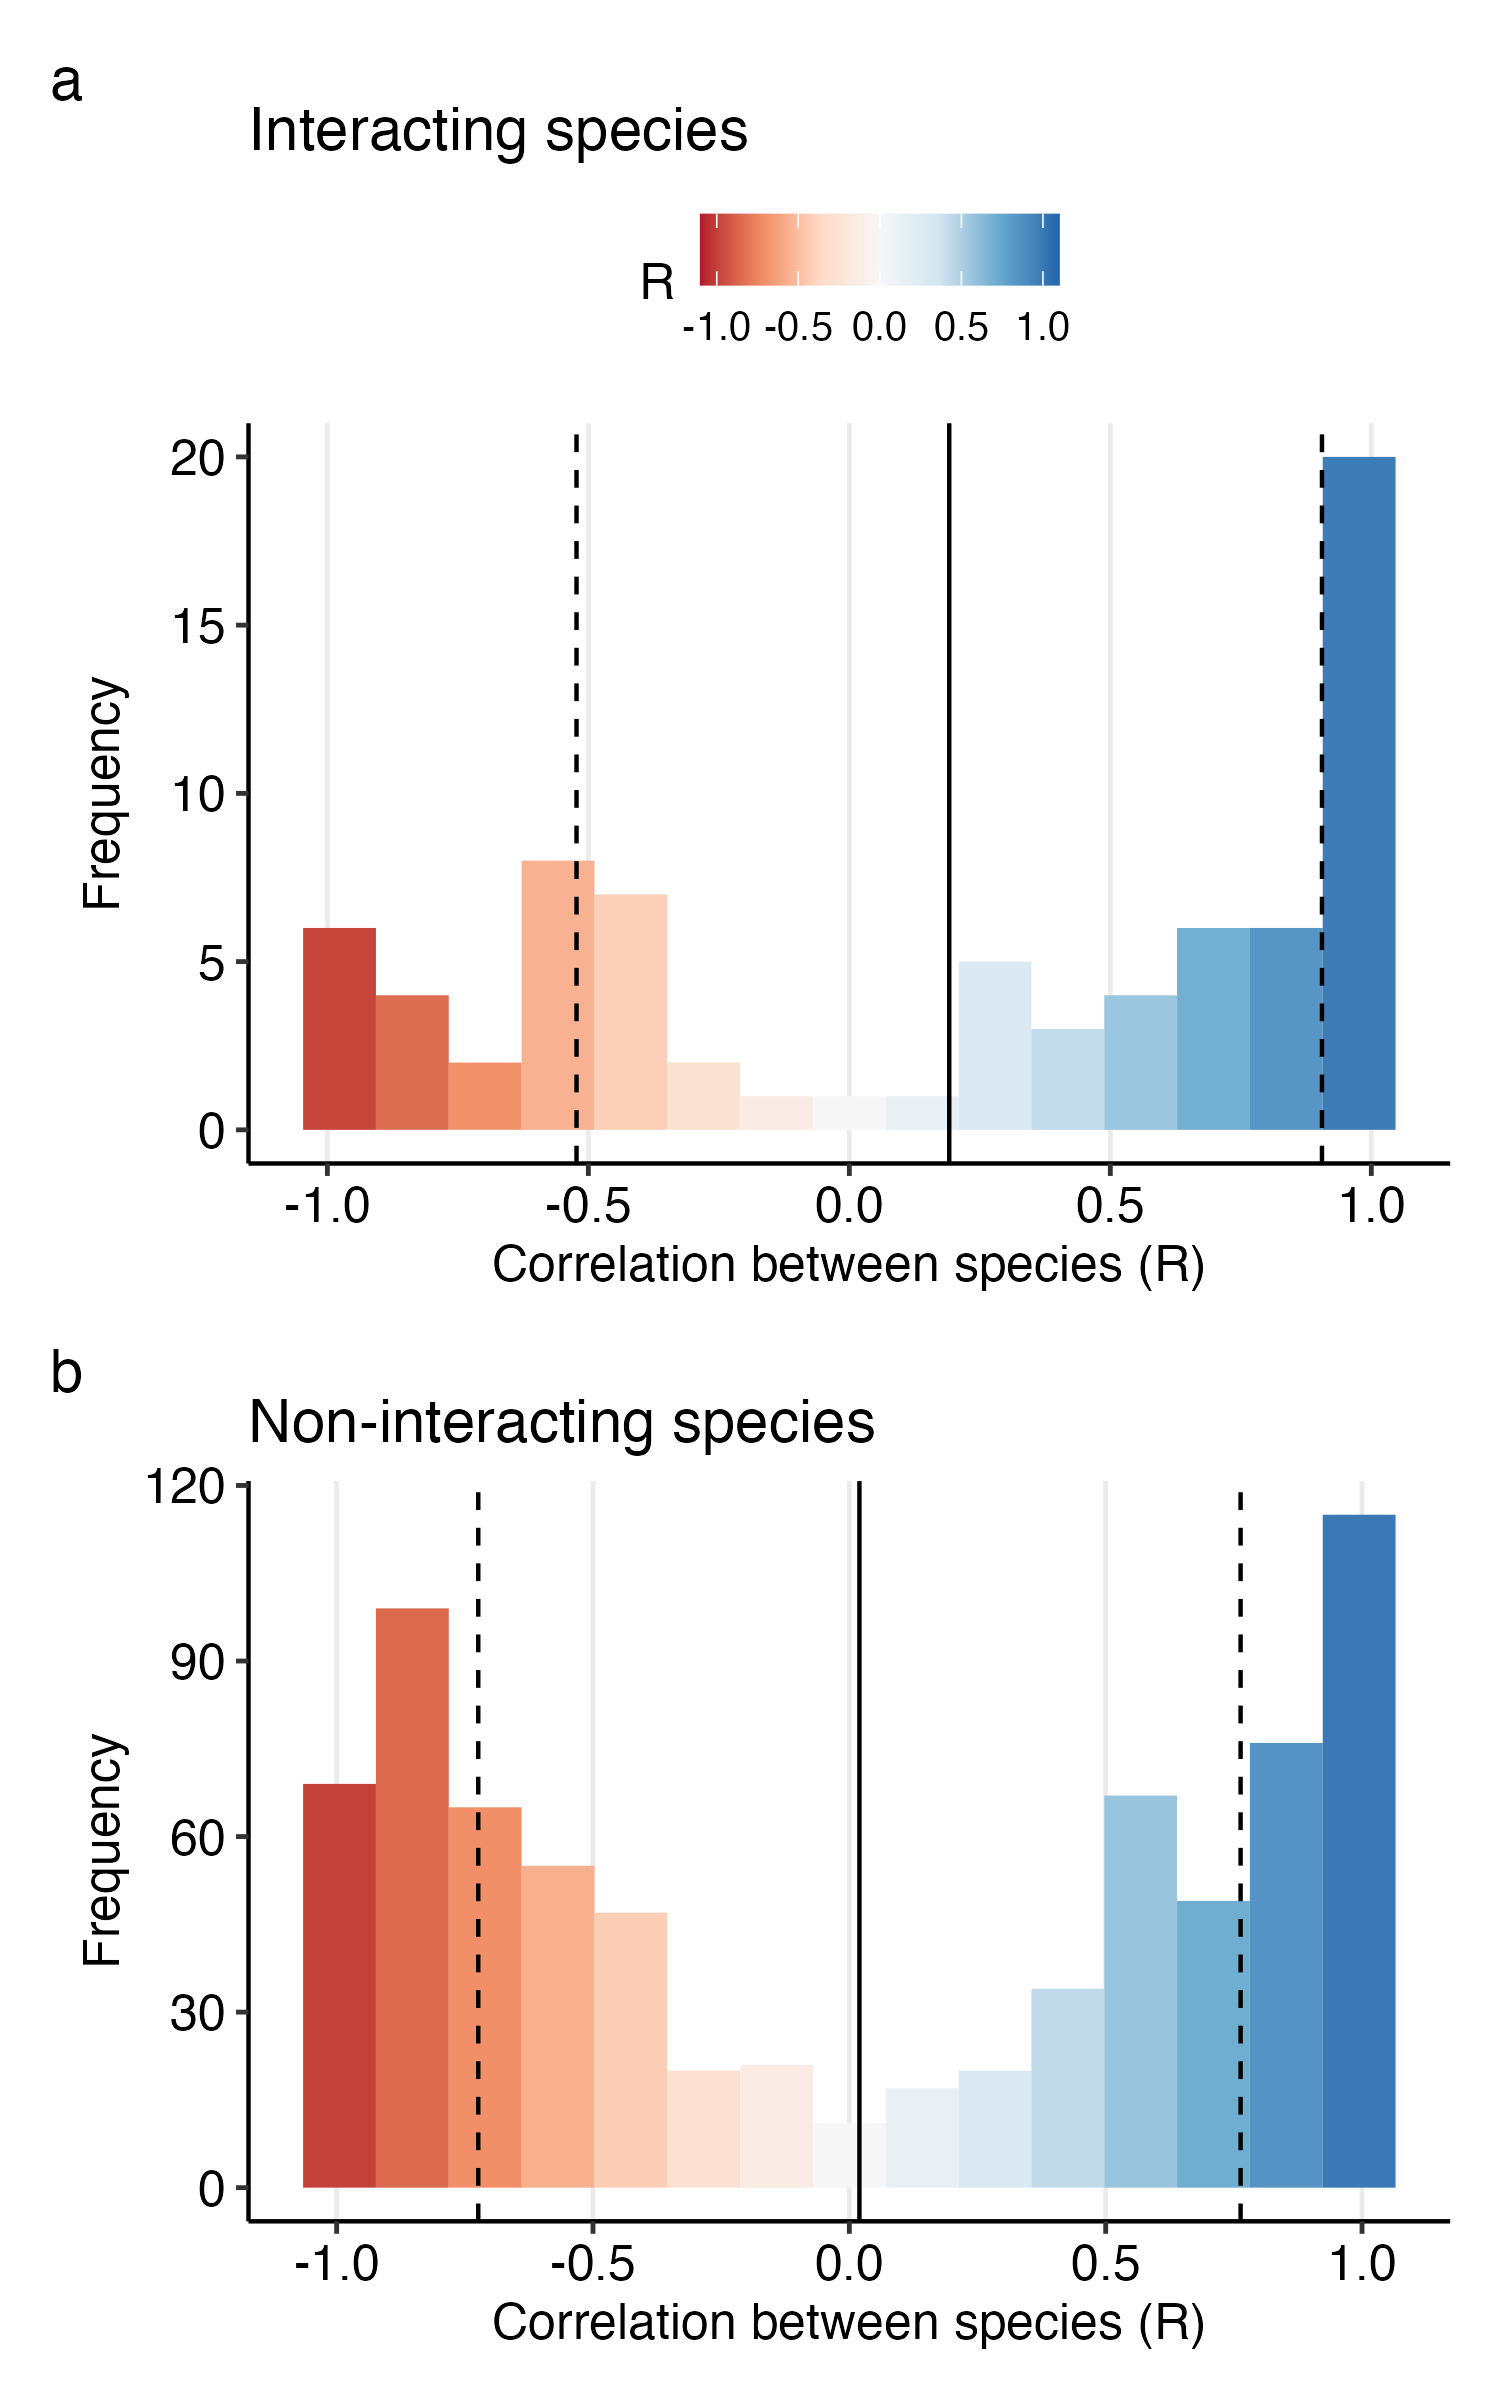 a
Interacting species
R
-1.0 -0.5 0.0 0.5 1.0
20
15
10
5
0
Frequency
-1.0 -0.5 0.0 0.5 1.0
Correlation between species (R)
b
Non-interacting species
120
90
60
30
0
Frequency
-1.0 -0.5 0.0 0.5 1.0
Correlation between species (R)